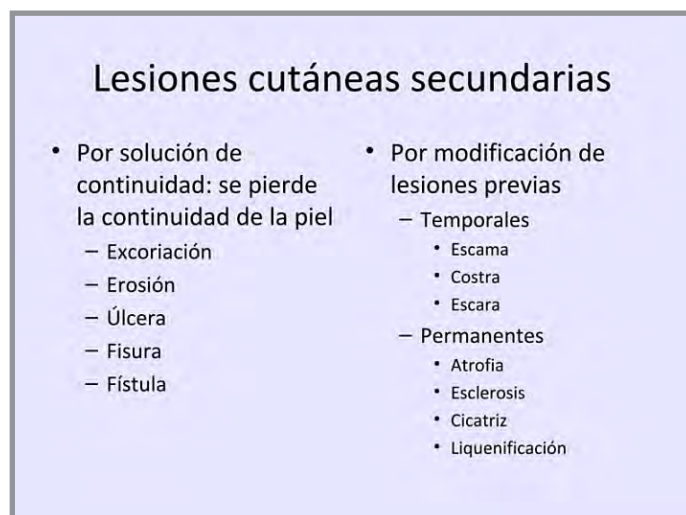 Lesiones cutáneas secundarias
• Por solución de
continuidad: se pierde
la continuidad de la piel
– Excoriación
– Erosión
– Úlcera
– Fisura
– Fístula
• Por modificación de
lesiones previas
– Temporales
• Escama
• Costra
• Escara
– Permanentes
• Atrofia
• Esclerosis
• Cicatriz
• Liquenificación